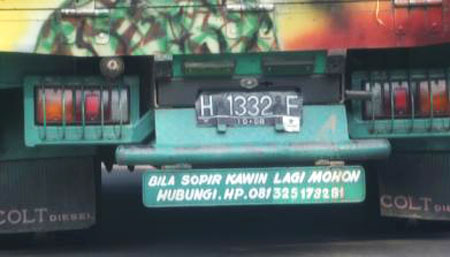 H 1332 F
10•08
BILA SOPIR KAWIN LAGI MOHON
HUBUNGI.HP.081325173281
COLT DIESEL
COLT DIESEL